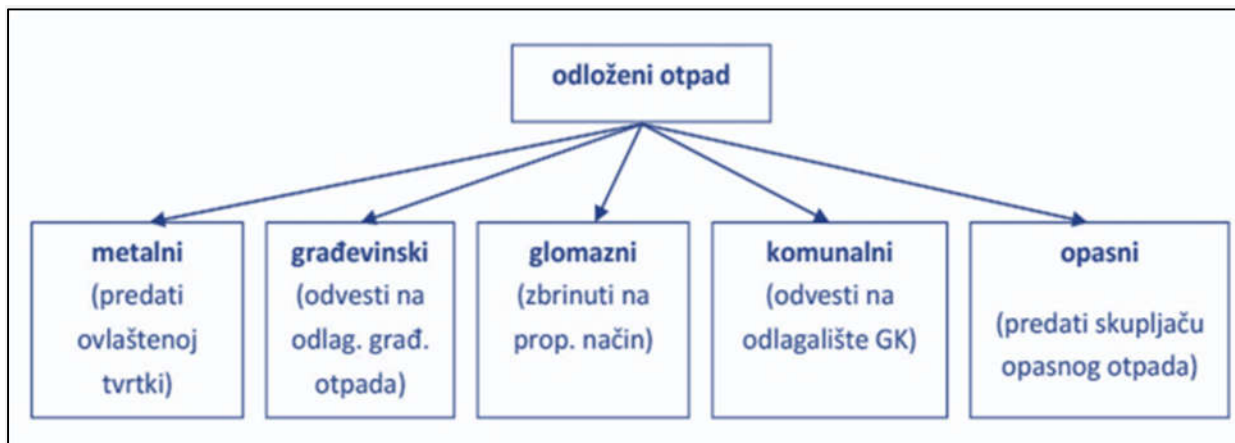 odloženi otpad
metalni
(predati
ovlaštenoj
tvrtki)
građevinski
(odvesti na
odlag. građ.
otpada)
glomazni
(zbrinuti na
prop. način)
komunalni
(odvesti na
odlagalište GK)
opasni
(predati skupljaču
opasnog otpada)